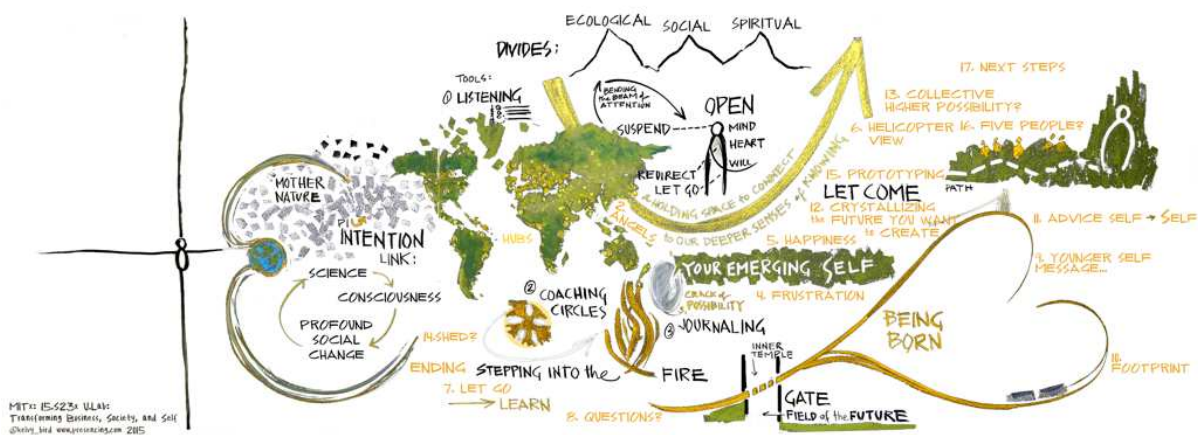 DIVIDES:
ECOLOGICAL
SOCIAL
SPIRITUAL
TOOLS:
① LISTENING
BENDING
the BEAM of
ATTENTION
OPEN
SUSPEND
MIND
HEART
WILL
REDIRECT
LET GO
A HOLDING SPACE to CONNECT
to OUR DEEPER SENSES of KNOWING
17. NEXT STEPS
13. COLLECTIVE
HIGHER POSSIBILITY?
6. HELICOPTER
VIEW
16. FIVE PEOPLE?
15. PROTOTYPING
PATH
LET COME
12. CRYSTALLIZING
the FUTURE YOU WANT
to CREATE
11. ADVICE SELF → SELF
9. YOUNGER SELF
MESSAGE...
10.
FOOTPRINT
MOTHER
NATURE
INTENTION
LINK:
SCIENCE
CONSCIOUSNESS
PROFOUND
SOCIAL
CHANGE
HUBS
2.
ANGELS
5. HAPPINESS
YOUR EMERGING SELF
CRACK of
POSSIBILITY
3.
4. FRUSTRATION
② COACHING
CIRCLES
③ JOURNALING
14. SHED?
ENDING
STEPPING INTO the
FIRE
7. LET GO
LEARN
8. QUESTIONS?
INNER
TEMPLE
GATE
FIELD of the FUTURE
BEING
BORN
MITx: 15.S23x U.Lab:
Transforming Business, Society, and Self
@kelvy_bird www.presencing.com 2015